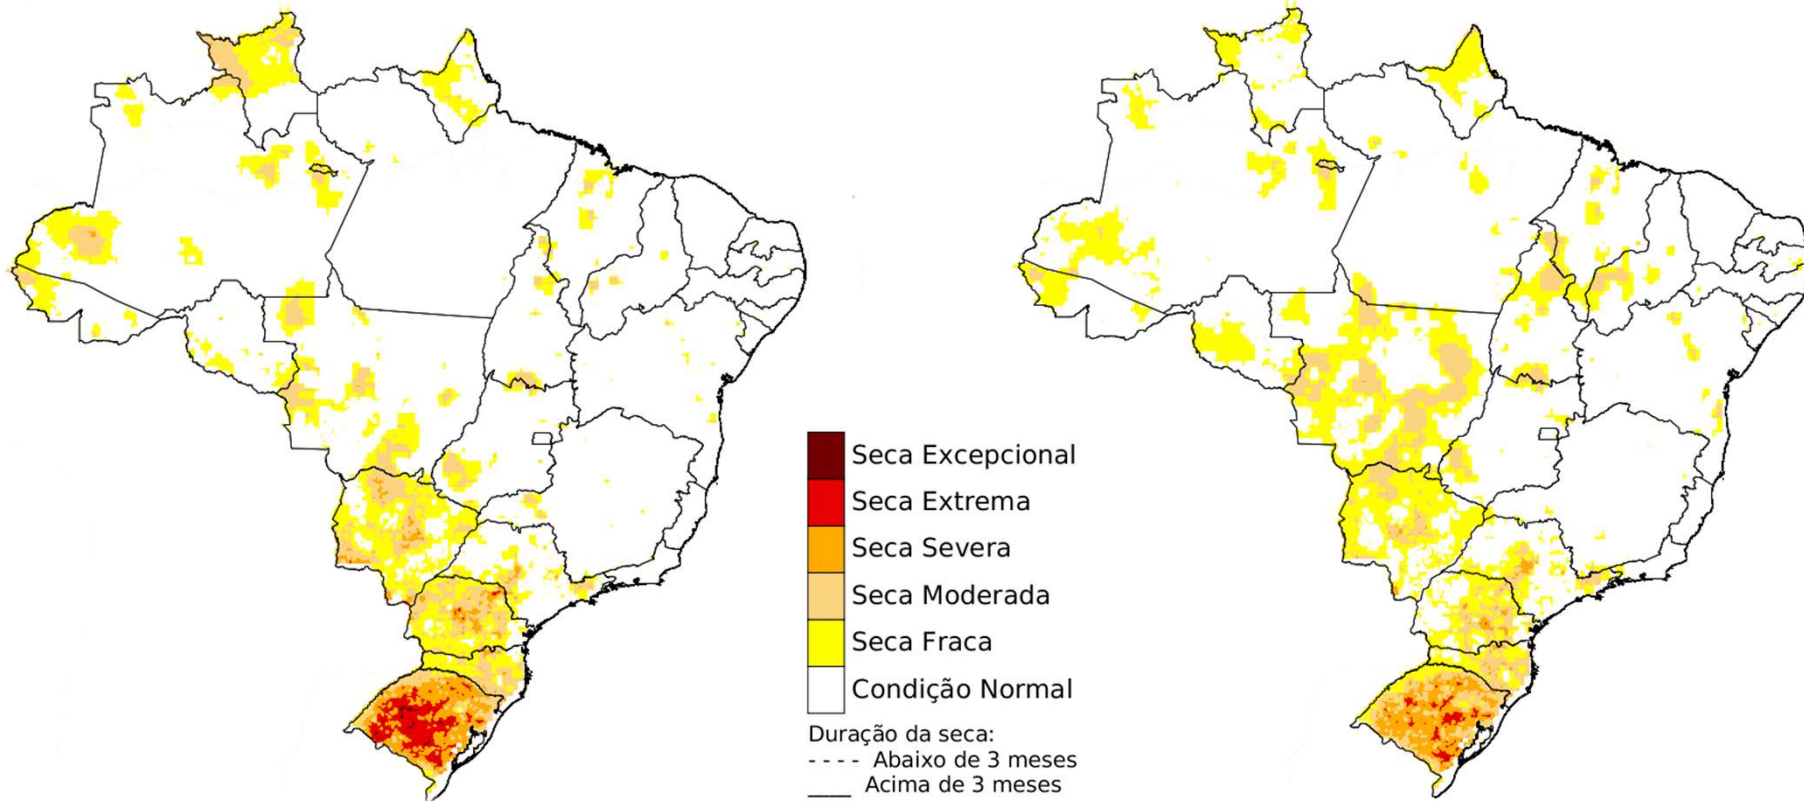 Seca Excepcional
Seca Extrema
Seca Severa
Seca Moderada
Seca Fraca
Condição Normal
Duração da seca:
---- Abaixo de 3 meses
____ Acima de 3 meses